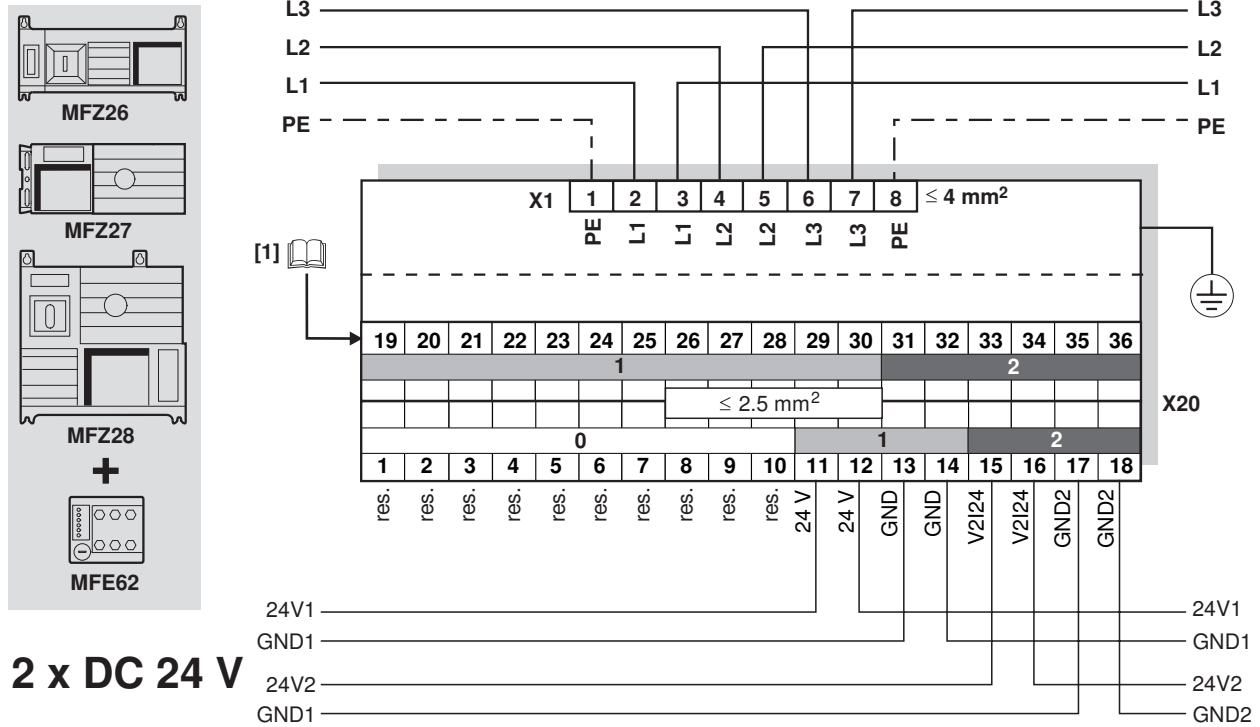 MFZ26
MFZ27
MFZ28
+
MFE62
2 x DC 24 V
L3 L3
L2 L2
L1 L1
PE PE
X1 1 2 3 4 5 6 7 8 ≤ 4 mm²
PE L1 L1 L2 L2 L3 L3 PE
[1]
19 20 21 22 23 24 25 26 27 28 29 30 31 32 33 34 35 36
1 2
≤ 2.5 mm²
X20
0 1 2
1 2 3 4 5 6 7 8 9 10 11 12 13 14 15 16 17 18
res. res. res. res. res. res. res. res. res. res. 24 V 24 V GND GND V2I24 V2I24 GND2 GND2
24V1 24V1
GND1 GND1
24V2 24V2
GND1 GND2